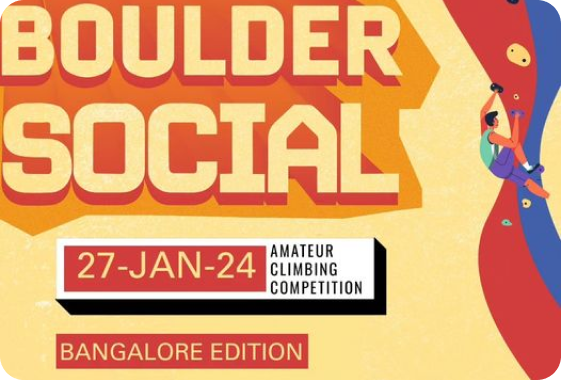 BOULDER
SOCIAL
27-JAN-24
AMATEUR
CLIMBING
COMPETITION
BANGALORE EDITION